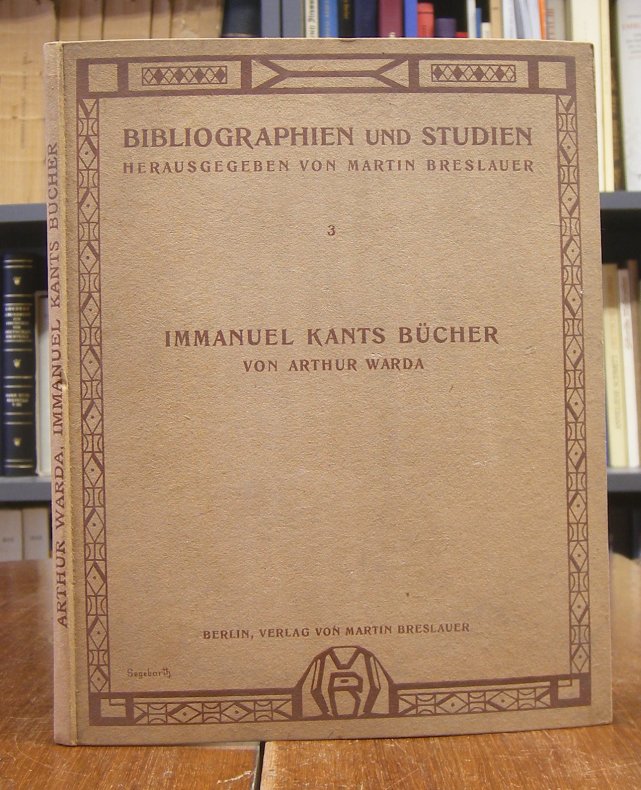 BIBLIOGRAPHIEN UND STUDIEN
HERAUSGEGEBEN VON MARTIN BRESLAUER
3
IMMANUEL KANTS BÜCHER
VON ARTHUR WARDA
BERLIN, VERLAG VON MARTIN BRESLAUER
Segebarth
ARTHUR WARDA, IMMANUEL KANTS BÜCHER